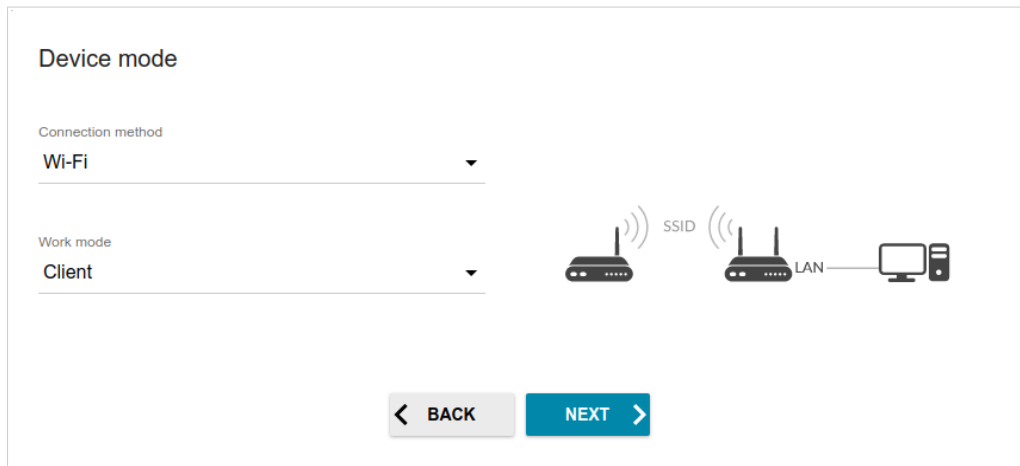 Device mode
Connection method
Wi-Fi
Work mode
Client
SSID
LAN
BACK
NEXT